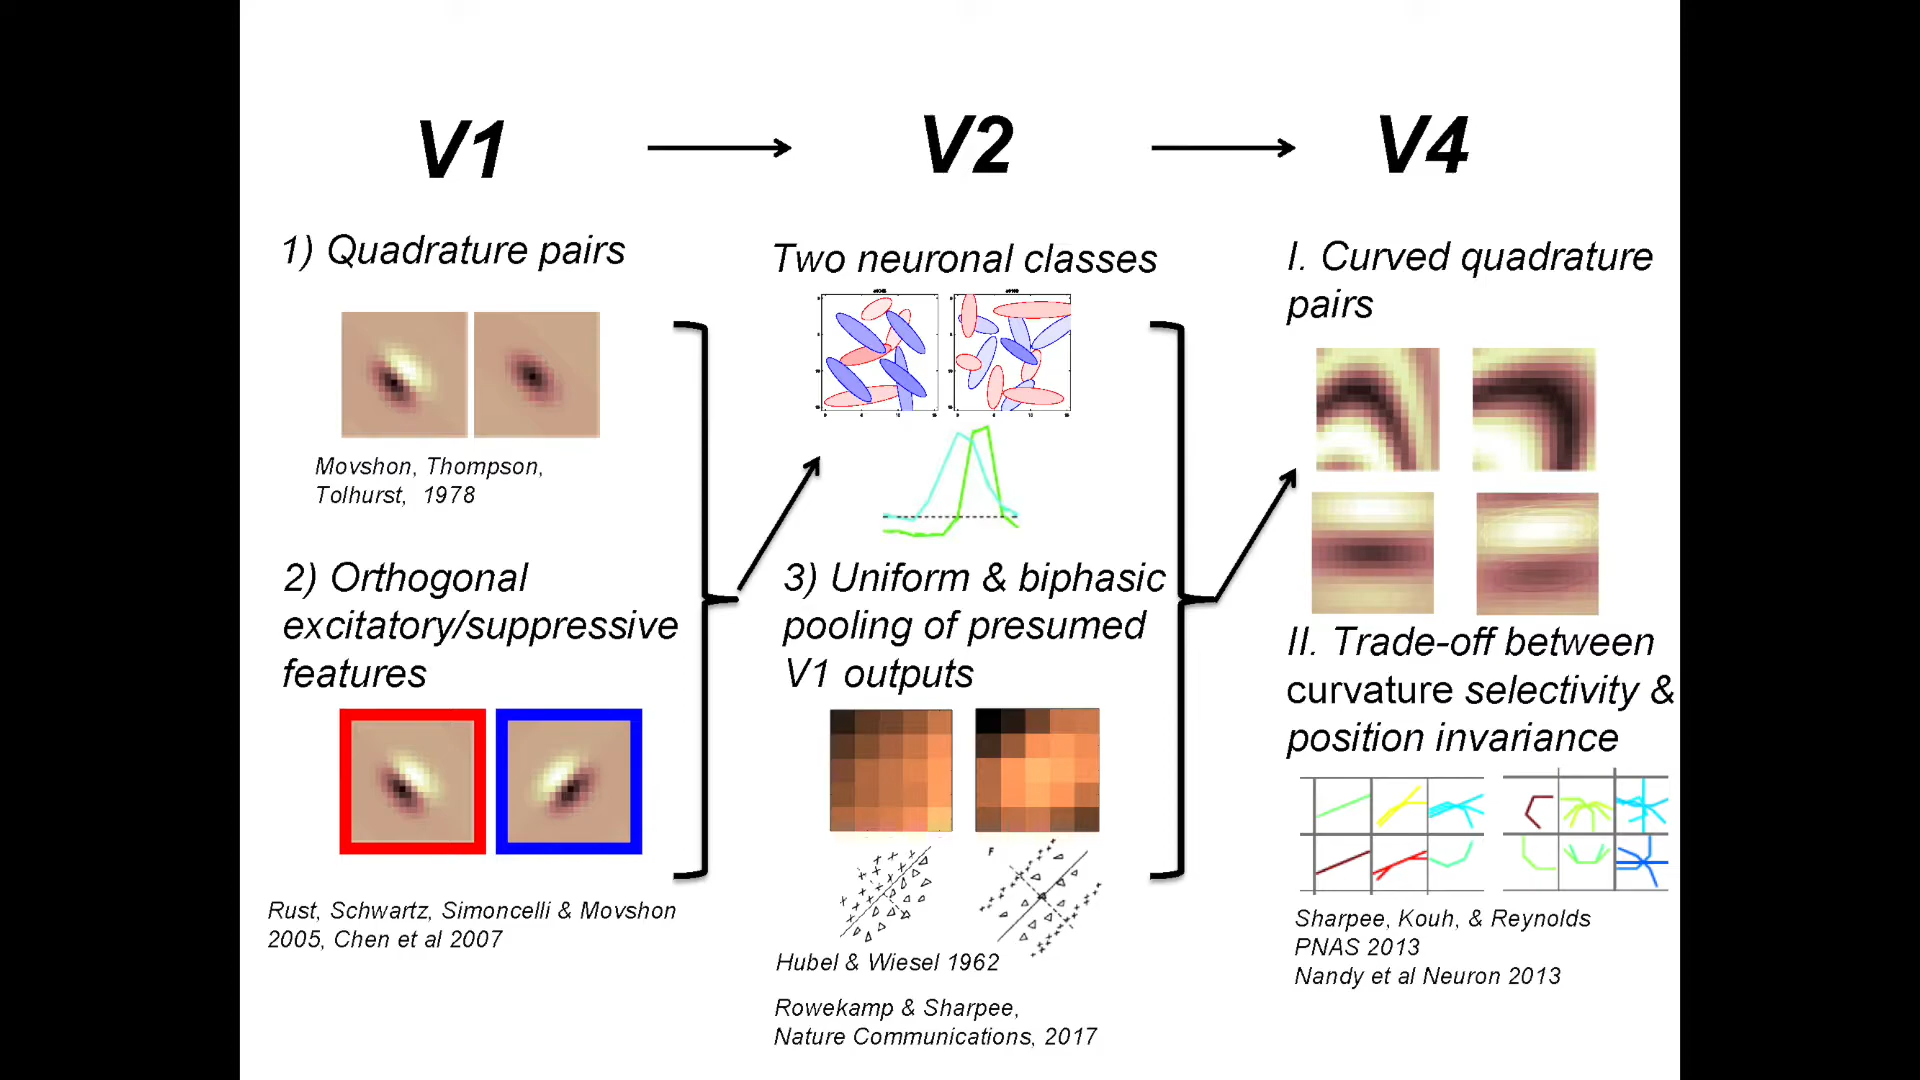 V1
V2
V4
1) Quadrature pairs
Movshon, Thompson,
Tolhurst, 1978
2) Orthogonal
excitatory/suppressive
features
Rust, Schwartz, Simoncelli & Movshon
2005, Chen et al 2007
Two neuronal classes
3) Uniform & biphasic
pooling of presumed
V1 outputs
F
Hubel & Wiesel 1962
Rowekamp & Sharpee,
Nature Communications, 2017
I. Curved quadrature
pairs
II. Trade-off between
curvature selectivity &
position invariance
Sharpee, Kouh, & Reynolds
PNAS 2013
Nandy et al Neuron 2013